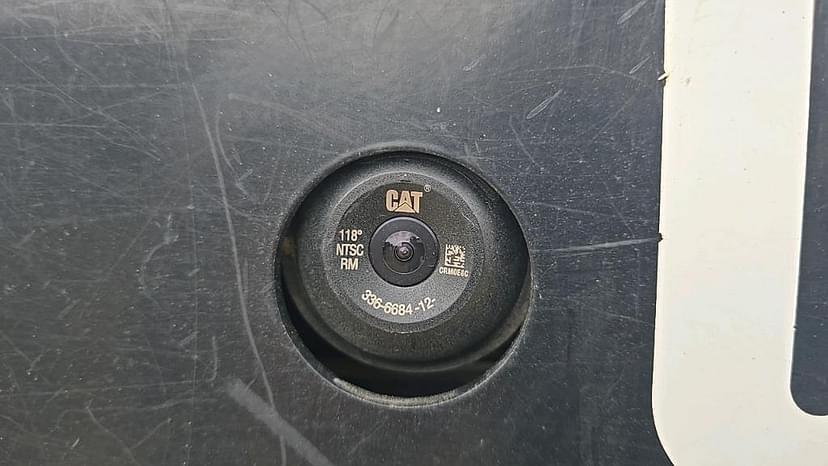 CAT®
118°
NTSC
RM
CRM0E6C
336-6684-12-